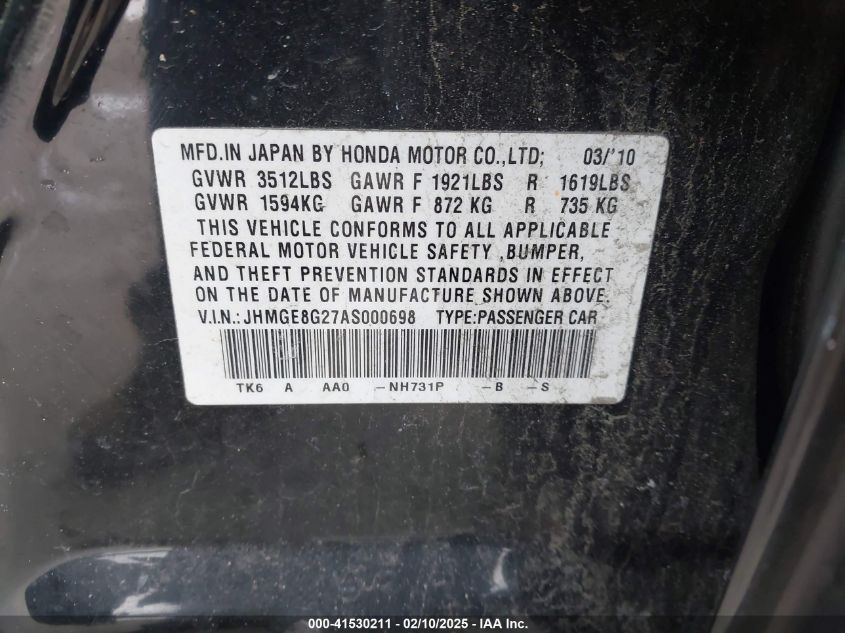 MFD.IN JAPAN BY HONDA MOTOR CO.,LTD; 03/'10
GVWR 3512LBS GAWR F 1921LBS R 1619LBS
GVWR 1594KG GAWR F 872 KG R 735 KG
THIS VEHICLE CONFORMS TO ALL APPLICABLE
FEDERAL MOTOR VEHICLE SAFETY ,BUMPER,
AND THEFT PREVENTION STANDARDS IN EFFECT
ON THE DATE OF MANUFACTURE SHOWN ABOVE.
V.I.N.:JHMGE8G27AS000698 TYPE:PASSENGER CAR
TK6 A AA0 -NH731P -B -S
000-41530211 - 02/10/2025 - © IAA Inc.